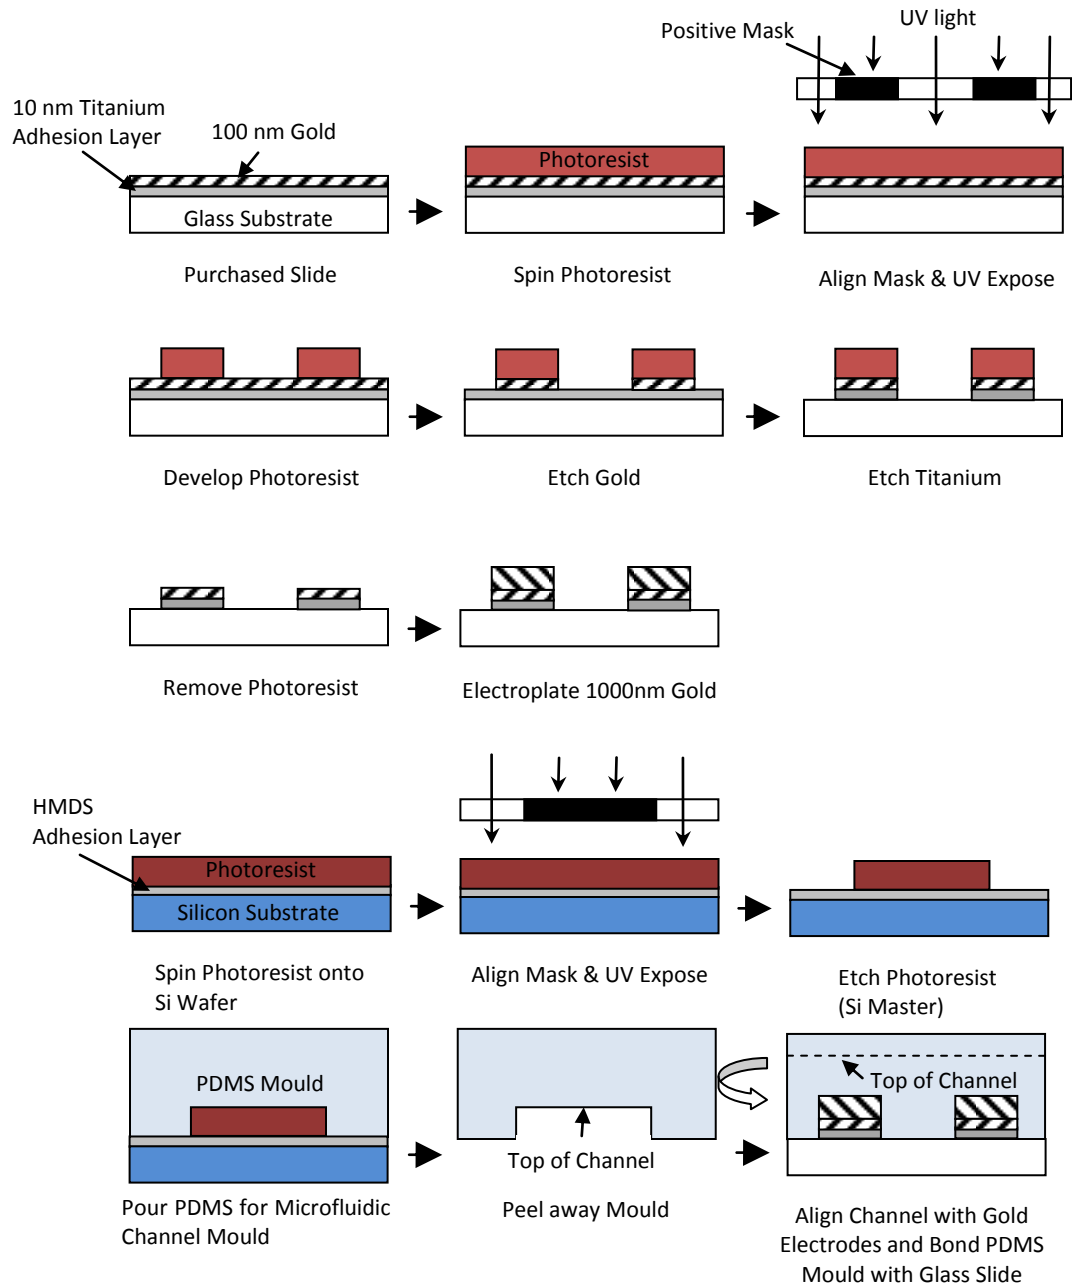 Positive Mask
UV light
10 nm Titanium
Adhesion Layer
100 nm Gold
Glass Substrate
Photoresist
Purchased Slide
Spin Photoresist
Align Mask & UV Expose
Develop Photoresist
Etch Gold
Etch Titanium
Remove Photoresist
Electroplate 1000nm Gold
HMDS
Adhesion Layer
Photoresist
Silicon Substrate
Spin Photoresist onto
Si Wafer
Align Mask & UV Expose
Etch Photoresist
(Si Master)
PDMS Mould
Top of Channel
Top of Channel
Pour PDMS for Microfluidic
Channel Mould
Peel away Mould
Align Channel with Gold
Electrodes and Bond PDMS
Mould with Glass Slide